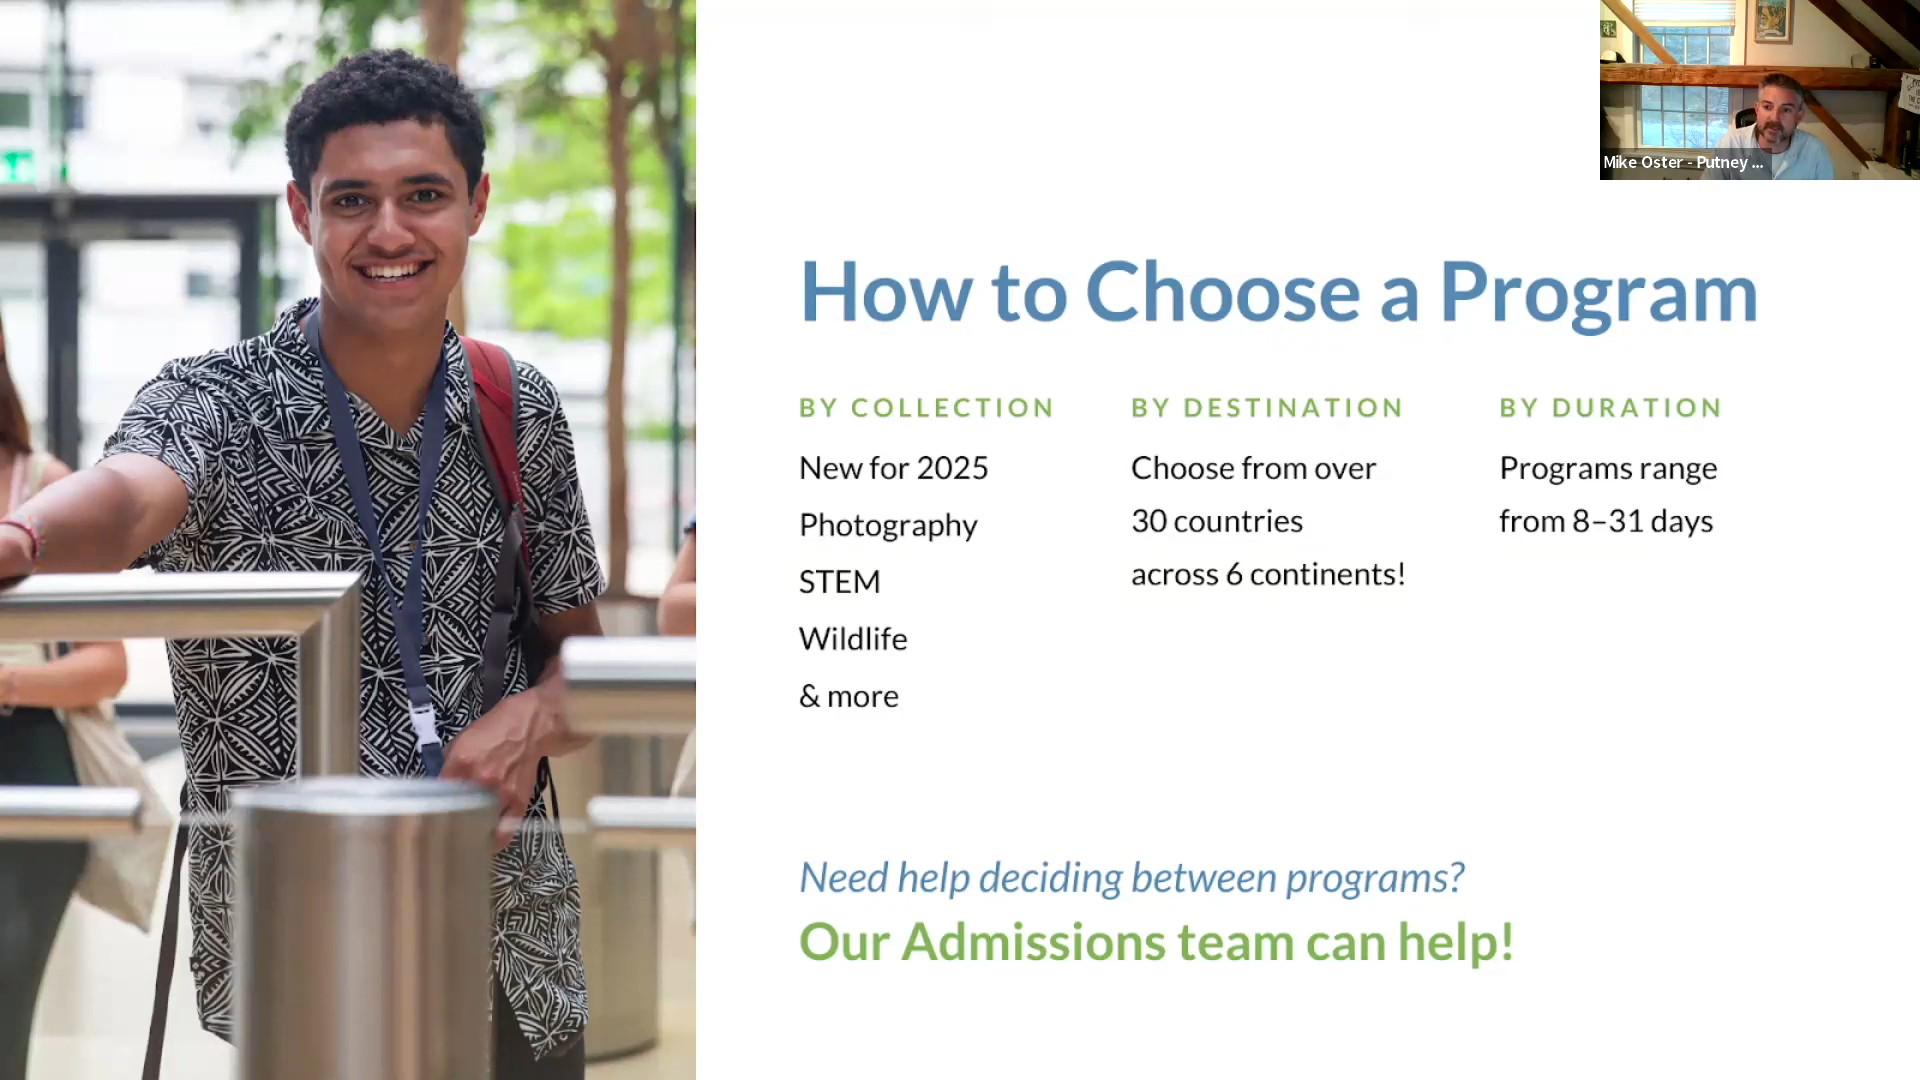 Mike Oster - Putney ...
How to Choose a Program
BY COLLECTION
New for 2025
Photography
STEM
Wildlife
& more
BY DESTINATION
Choose from over
30 countries
across 6 continents!
BY DURATION
Programs range
from 8–31 days
Need help deciding between programs?
Our Admissions team can help!